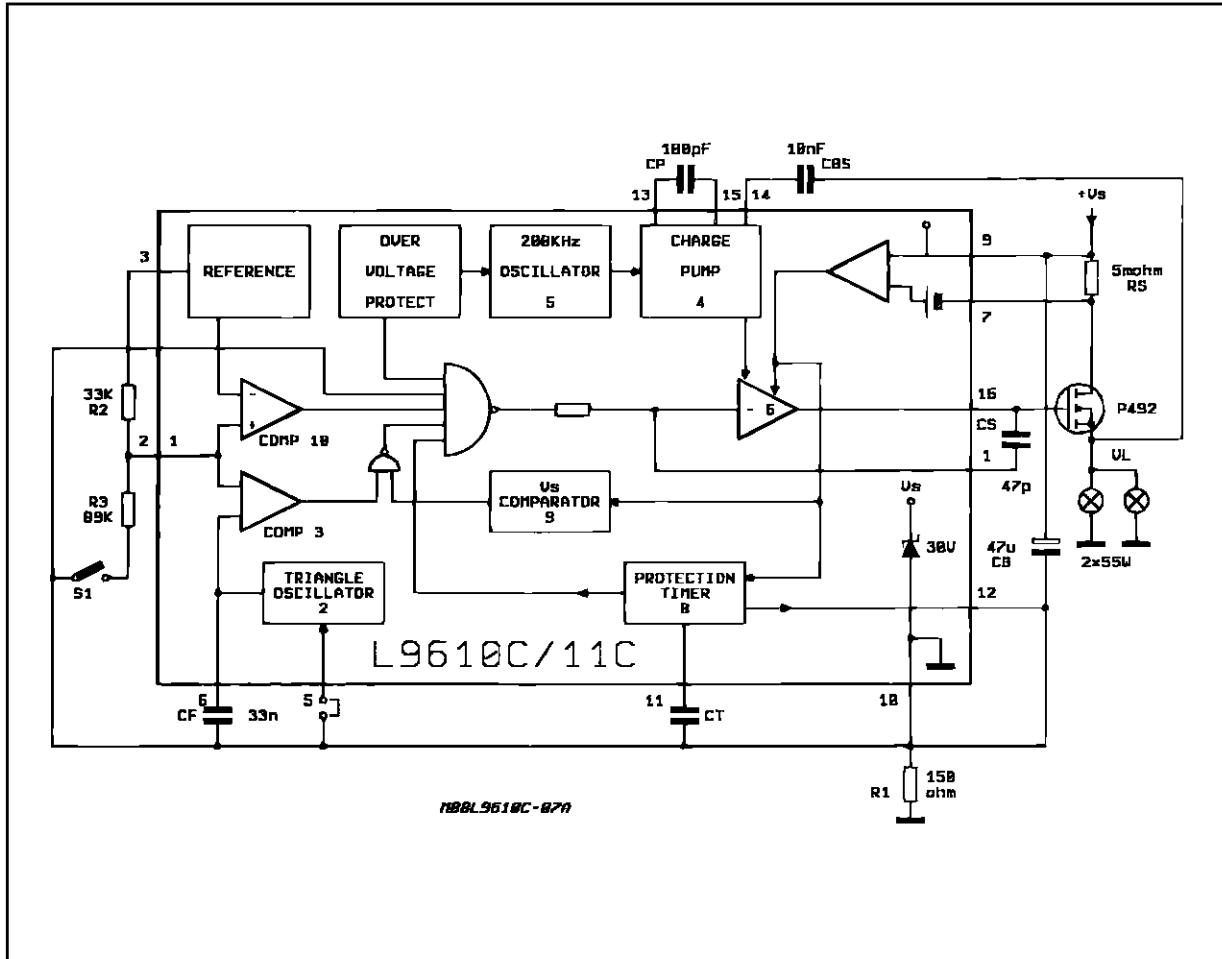 100pF
CP
10nF
CBS
13
15
14
+Vs
3
REFERENCE
OVER
VOLTAGE
PROTECT
200KHz
OSCILLATOR
5
CHARGE
PUMP
4
9
5mohm
RS
7
33K
R2
-
+
COMP 10
2
1
R3
89K
COMP 3
- 6
16
P492
CS
1
47p
VL
Vs
COMPARATOR
9
Vs
30V
47u
CB
2x55W
S1
TRIANGLE
OSCILLATOR
2
PROTECTION
TIMER
8
12
L9610C/11C
6
CF
33n
S
11
CT
10
R1
150
ohm
M88L9610C-07A